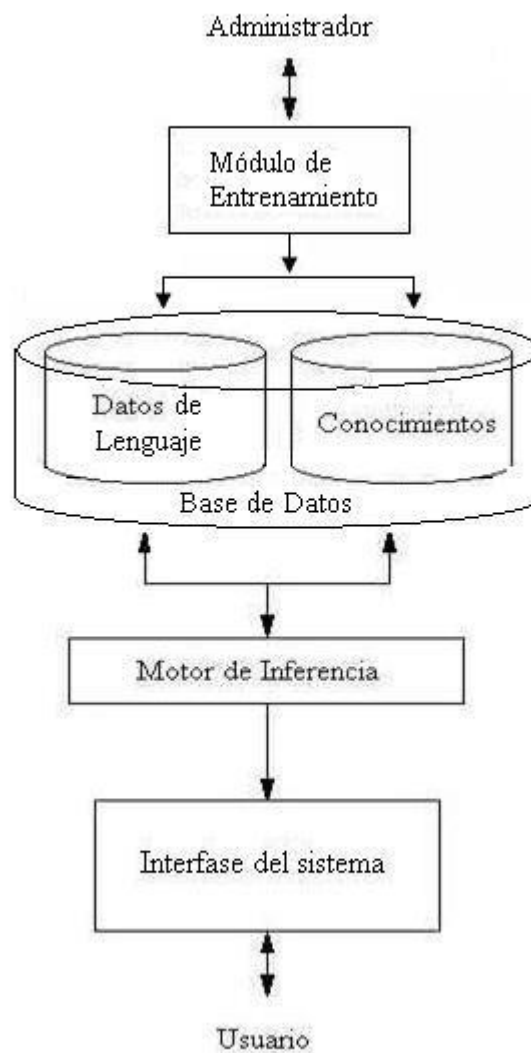 Administrador
Módulo de
Entrenamiento
Datos de
Lenguaje
Conocimientos
Base de Datos
Motor de Inferencia
Interfase del sistema
Usuario